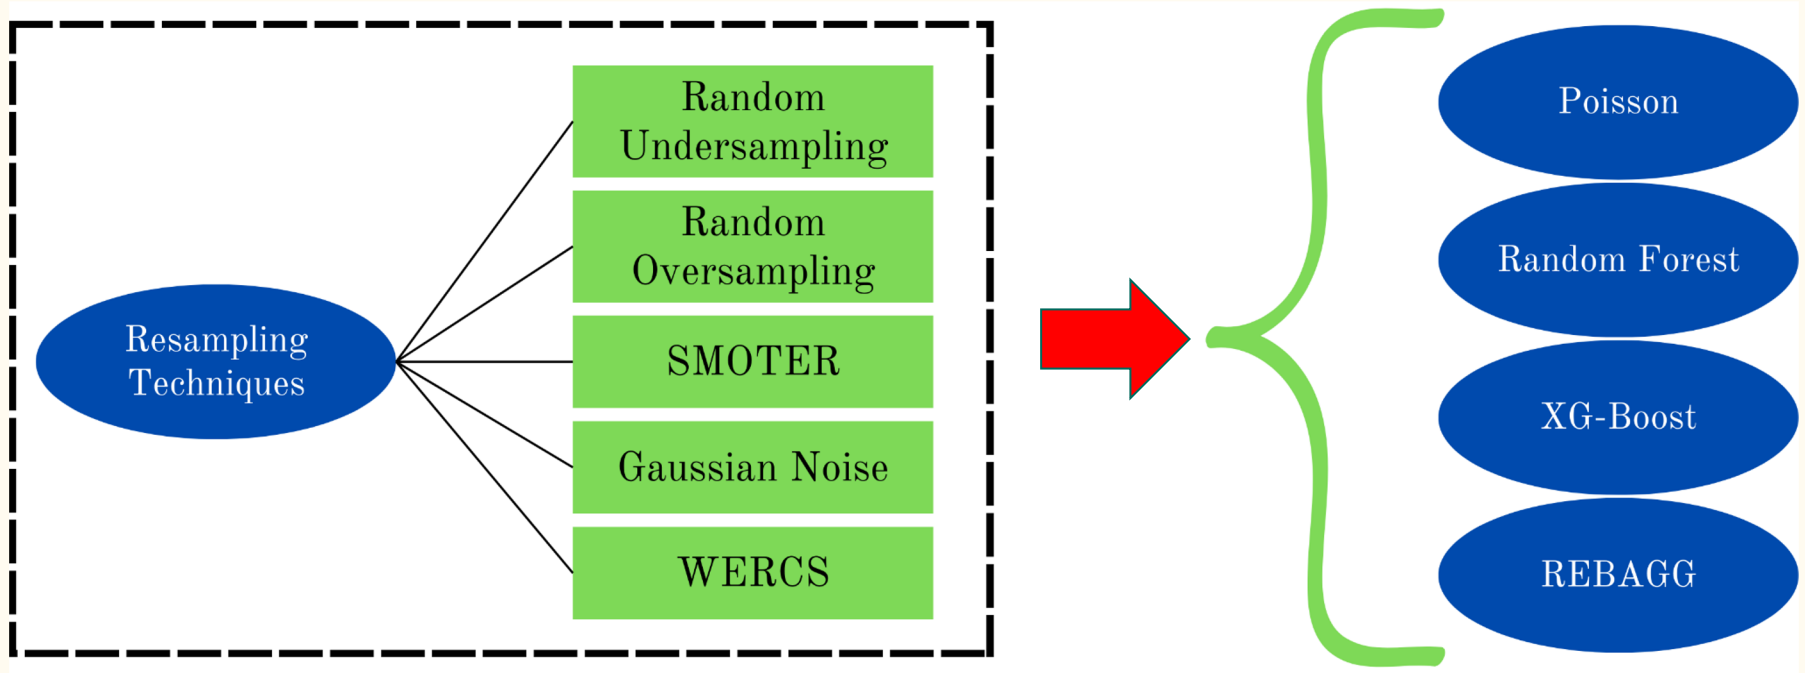 Resampling
Techniques
Random
Undersampling
Random
Oversampling
SMOTER
Gaussian Noise
WERCS
Poisson
Random Forest
XG-Boost
REBAGG